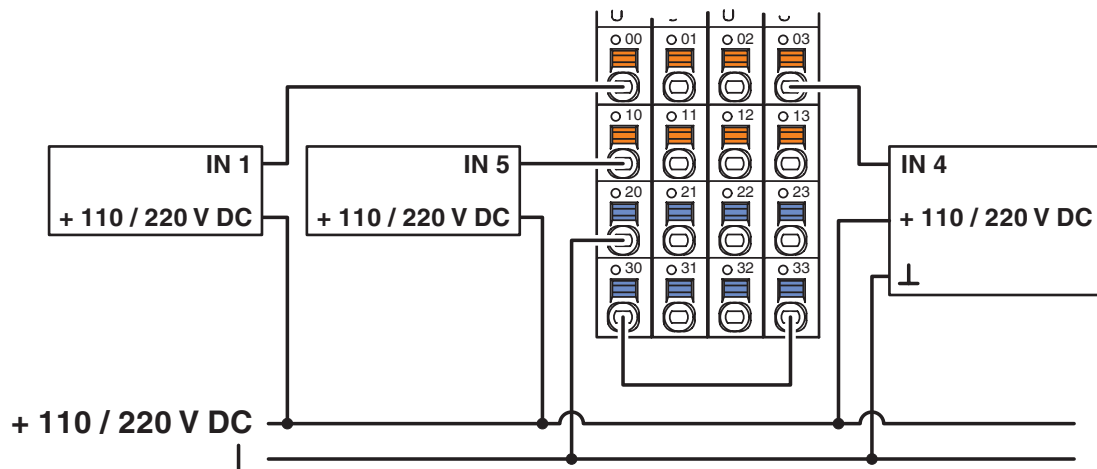 00 01 02 03
10 11 12 13
IN 1
IN 5
IN 4
20 21 22 23
+ 110 / 220 V DC
+ 110 / 220 V DC
+ 110 / 220 V DC
30 31 32 33
+ 110 / 220 V DC